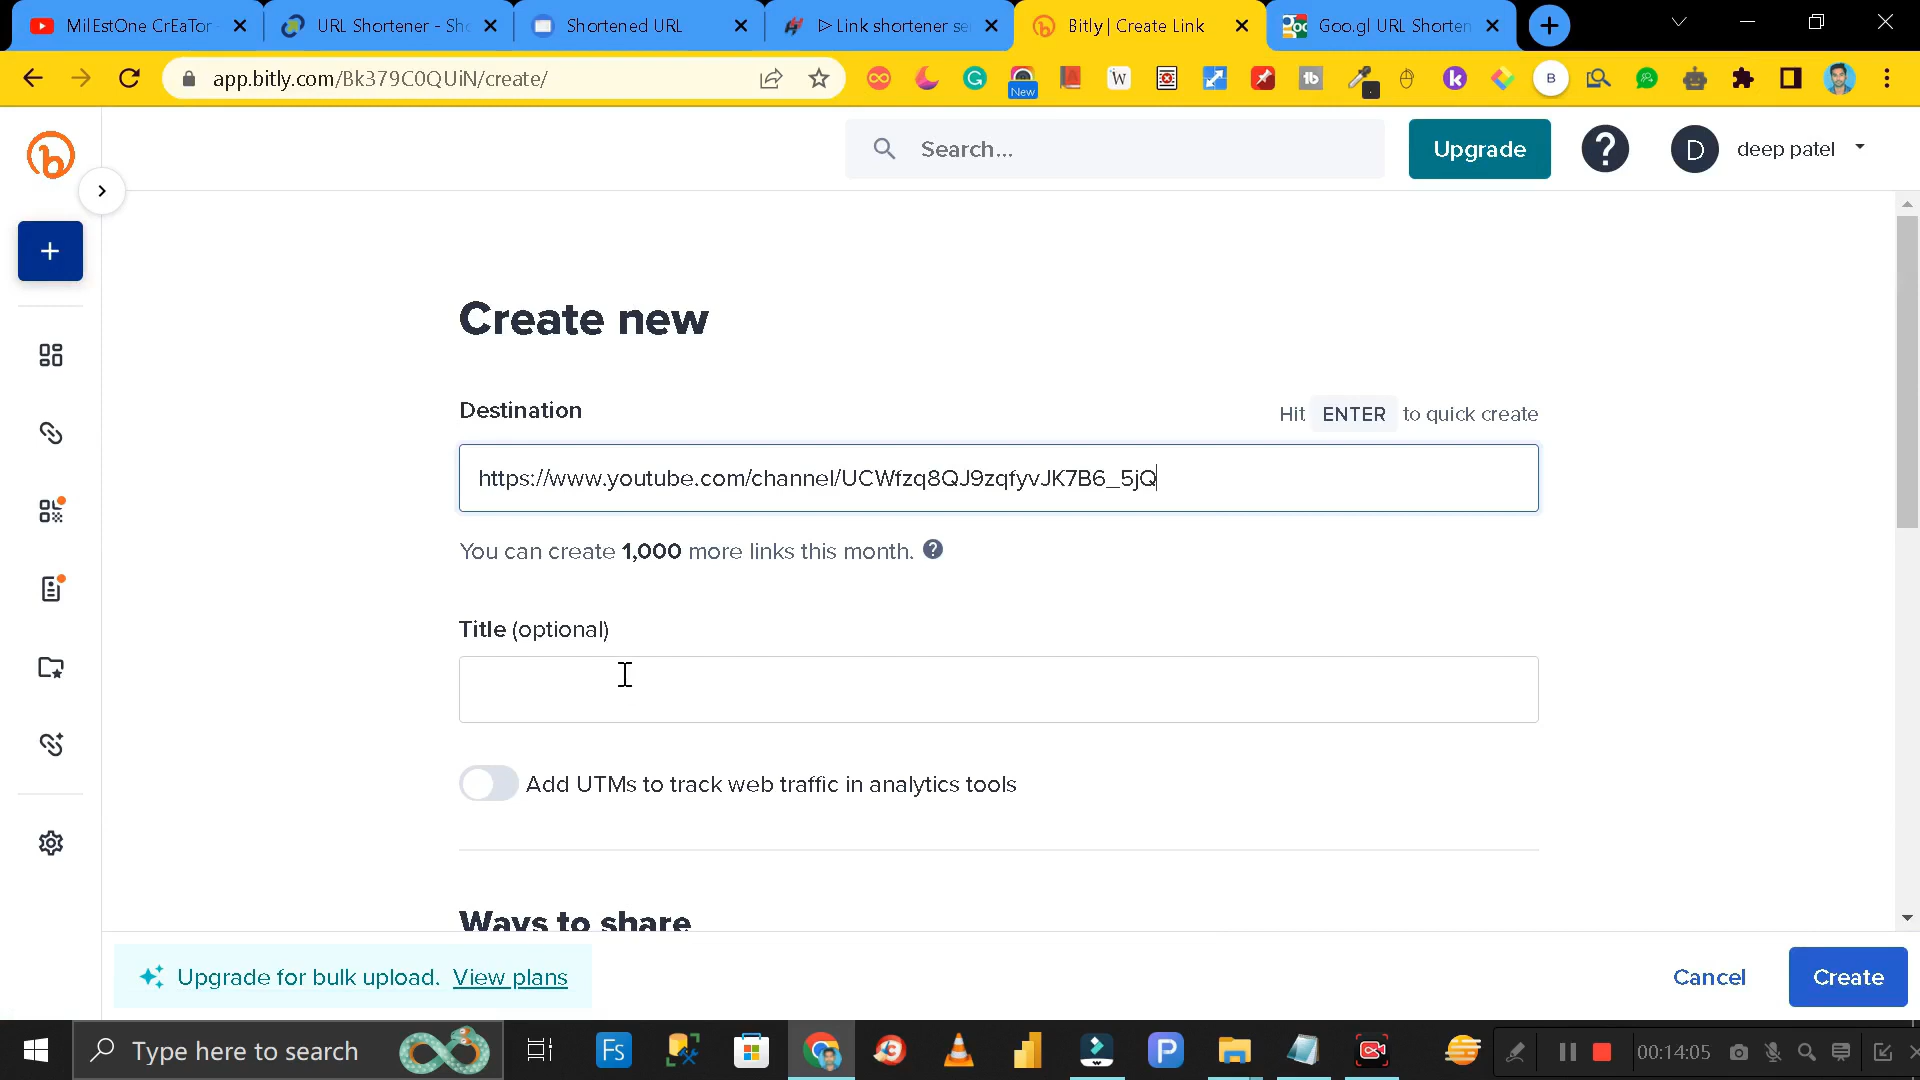 MilEstOne CrEaTor -
URL Shortener - Sho
Shortened URL
Link shortener se
Bitly | Create Link
Goo.gl URL Shorten
app.bitly.com/Bk379C0QUiN/create/
New
W
tb
k
B
Search...
Upgrade
?
D
deep patel
+
Create new
Destination
Hit ENTER to quick create
https://www.youtube.com/channel/UCWfzq8QJ9zqfyvJK7B6_5jQ
You can create 1,000 more links this month.
Title (optional)
Add UTMs to track web traffic in analytics tools
Ways to share
Upgrade for bulk upload. View plans
Cancel
Create
Type here to search
Fs
P
00:14:05